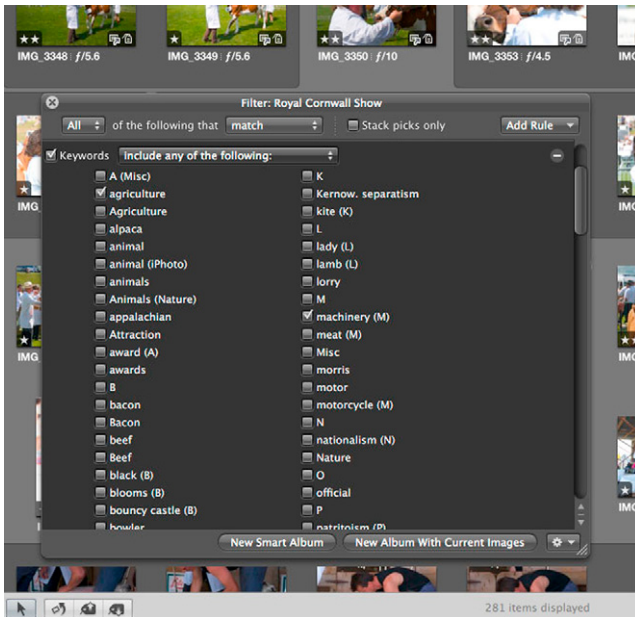 IMG_3348 | f/5.6
IMG_3349 | f/5.6
IMG_3350 | f/10
IMG_3353 | f/4.5
Filter: Royal Cornwall Show
All of the following that match Stack picks only Add Rule
Keywords include any of the following:
A (Misc)
agriculture
Agriculture
alpaca
animal
animal (iPhoto)
animals
Animals (Nature)
appalachian
Attraction
award (A)
awards
B
bacon
Bacon
beef
Beef
black (B)
blooms (B)
bouncy castle (B)
bowler
K
Kernow. separatism
kite (K)
L
lady (L)
lamb (L)
lorry
M
machinery (M)
meat (M)
Misc
morris
motor
motorcycle (M)
N
nationalism (N)
Nature
O
official
P
patritoism (P)
New Smart Album New Album With Current Images
281 items displayed